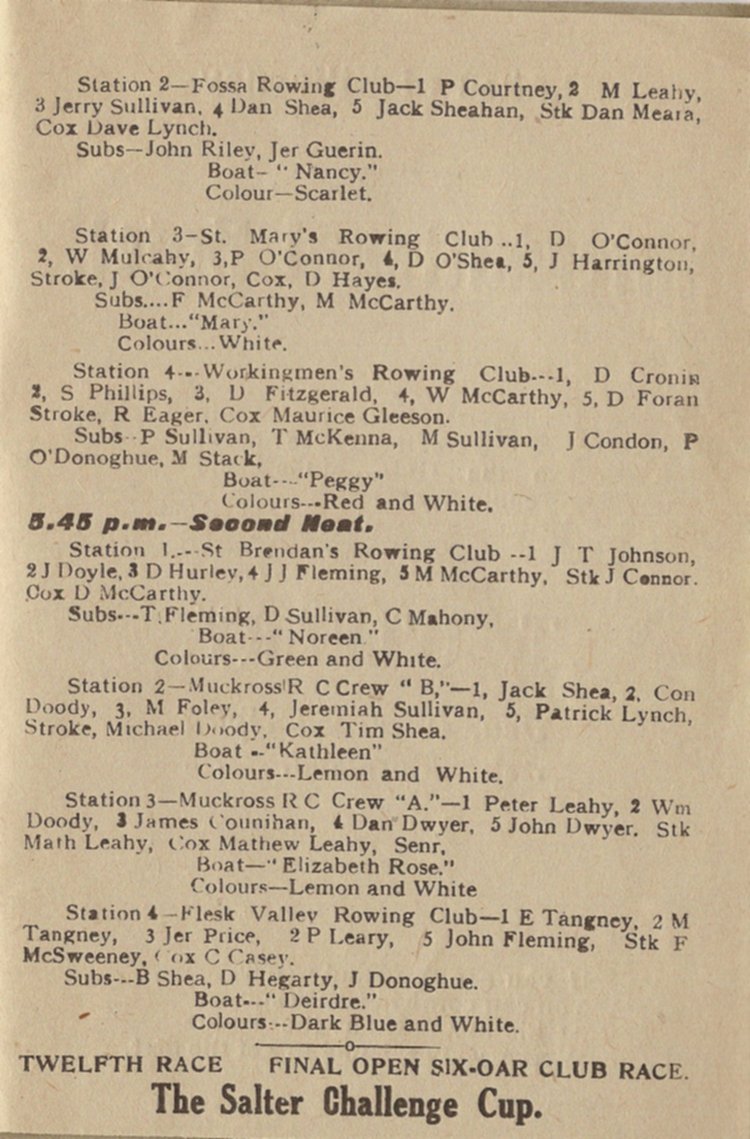 Station 2—Fossa Rowing Club—1 P Courtney, 2 M Leahy,
3 Jerry Sullivan, 4 Dan Shea, 5 Jack Sheahan, Stk Dan Meara,
Cox Dave Lynch.
Subs—John Riley, Jer Guerin.
Boat-- "Nancy."
Colour—Scarlet.
Station 3—St. Mary's Rowing Club ..1, D O'Connor,
2, W Mulcahy, 3,P O'Connor, 4, D O'Shea, 5, J Harrington,
Stroke, J O'Connor, Cox, D Hayes.
Subs....F McCarthy, M McCarthy.
Boat..."Mary."
Colours...White.
Station 4---Workingmen's Rowing Club---1, D Cronin
2, S Phillips, 3, D Fitzgerald, 4, W McCarthy, 5, D Foran
Stroke, R Eager. Cox Maurice Gleeson.
Subs--P Sullivan, T McKenna, M Sullivan, J Condon, P
O'Donoghue, M Stack,
Boat---"Peggy"
Colours---Red and White.
5.45 p.m.—Second Heat.
Station 1.---St Brendan's Rowing Club --1 J T Johnson,
2 J Doyle, 3 D Hurley, 4 J J Fleming, 5 M McCarthy, Stk J Connor.
Cox D McCarthy.
Subs---T. Fleming, D Sullivan, C Mahony,
Boat---"Noreen"
Colours---Green and White.
Station 2—Muckross R C Crew "B,"—1, Jack Shea, 2, Con
Doody, 3, M Foley, 4, Jeremiah Sullivan, 5, Patrick Lynch,
Stroke, Michael Doody, Cox Tim Shea.
Boat --"Kathleen"
Colours---Lemon and White.
Station 3—Muckross R C Crew "A."—1 Peter Leahy, 2 Wm
Doody, 3 James Counihan, 4 Dan Dwyer, 5 John Dwyer. Stk
Math Leahy, Cox Mathew Leahy, Senr,
Boat—"Elizabeth Rose."
Colours—Lemon and White
Station 4—Flesk Valley Rowing Club—1 E Tangney, 2 M
Tangney, 3 Jer Price, 2 P Leary, 5 John Fleming, Stk F
McSweeney, Cox C Casey.
Subs---B Shea, D Hegarty, J Donoghue.
Boat---"Deirdre."
Colours---Dark Blue and White.
TWELFTH RACE FINAL OPEN SIX-OAR CLUB RACE.
The Salter Challenge Cup.